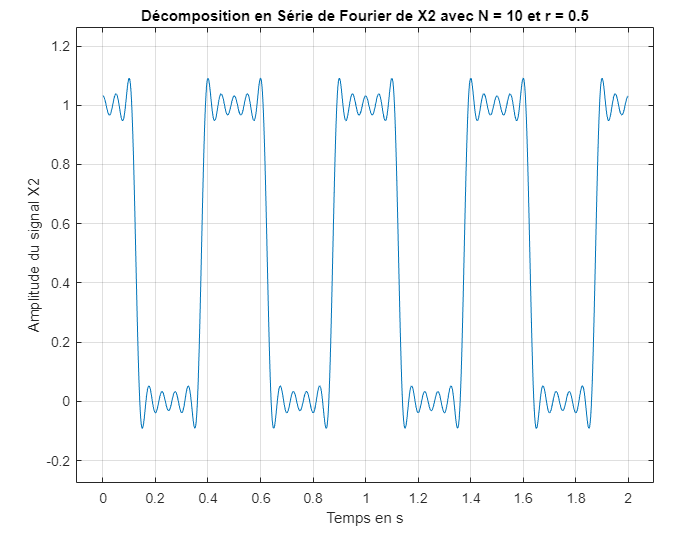 Décomposition en Série de Fourier de X2 avec N = 10 et r = 0.5
1.2
1
0.8
0.6
0.4
0.2
0
-0.2
Amplitude du signal X2
0 0.2 0.4 0.6 0.8 1 1.2 1.4 1.6 1.8 2
Temps en s